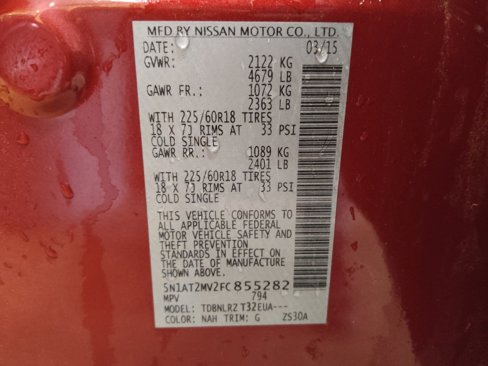 MFD BY NISSAN MOTOR CO., LTD.
DATE: 03/15
GVWR: 2122 KG
4679 LB
GAWR FR.: 1072 KG
2363 LB
WITH 225/60R18 TIRES
18 X 7J RIMS AT 33 PSI
COLD SINGLE
GAWR RR.: 1089 KG
2401 LB
WITH 225/60R18 TIRES
18 X 7J RIMS AT 33 PSI
COLD SINGLE
THIS VEHICLE CONFORMS TO
ALL APPLICABLE FEDERAL
MOTOR VEHICLE SAFETY AND
THEFT PREVENTION
STANDARDS IN EFFECT ON
THE DATE OF MANUFACTURE
SHOWN ABOVE.
5N1AT2MV2FC855282
MPV 794
MODEL: TDBNLRZ T32EUA---
COLOR: NAH TRIM: G ZS30A